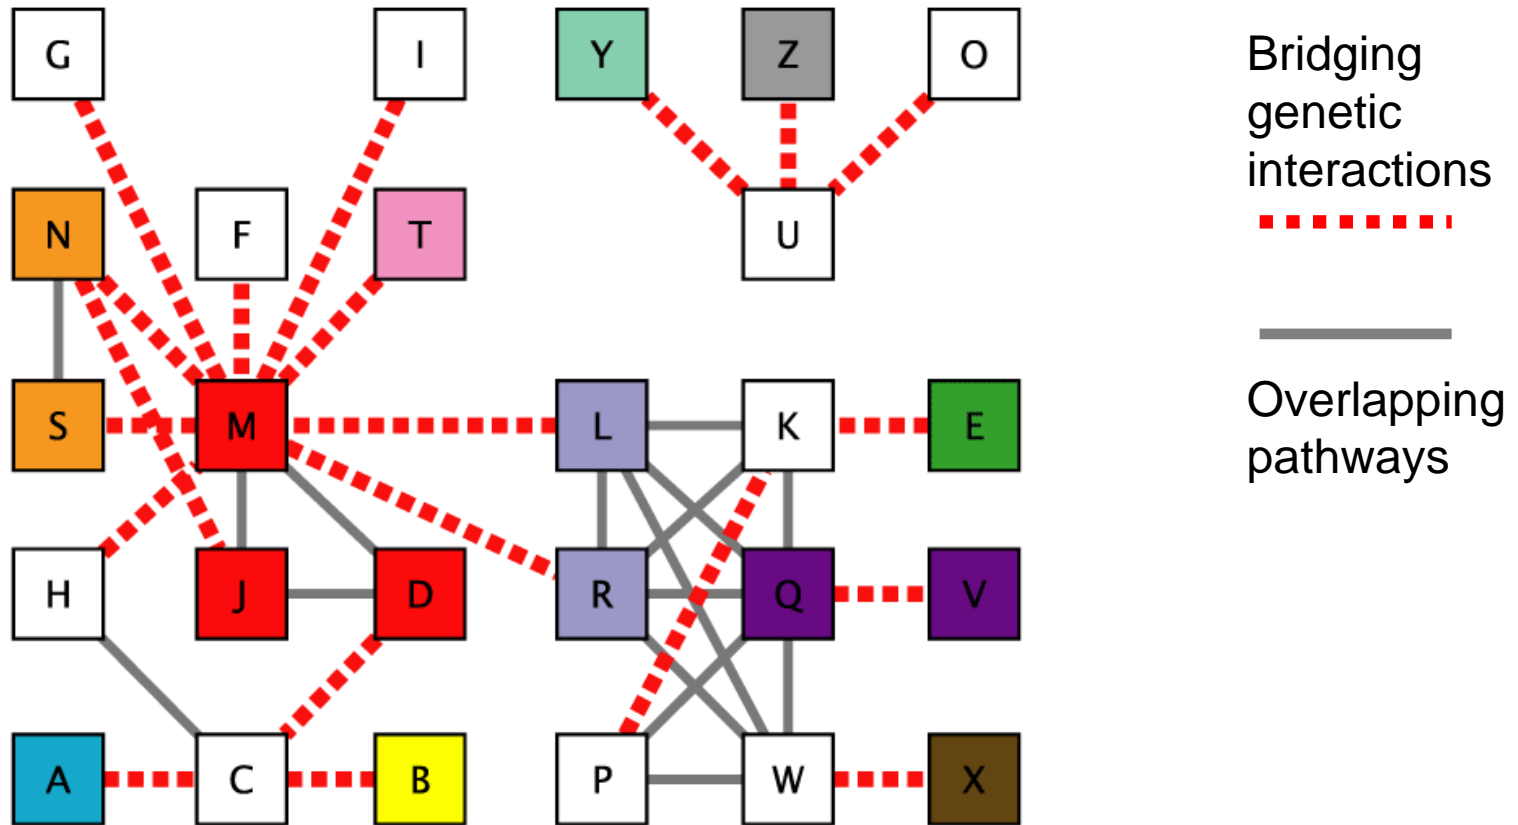 G I Y Z O
Bridging
genetic
interactions
N F T U
S M L K E
Overlapping
pathways
H J D R Q V
A C B P W X